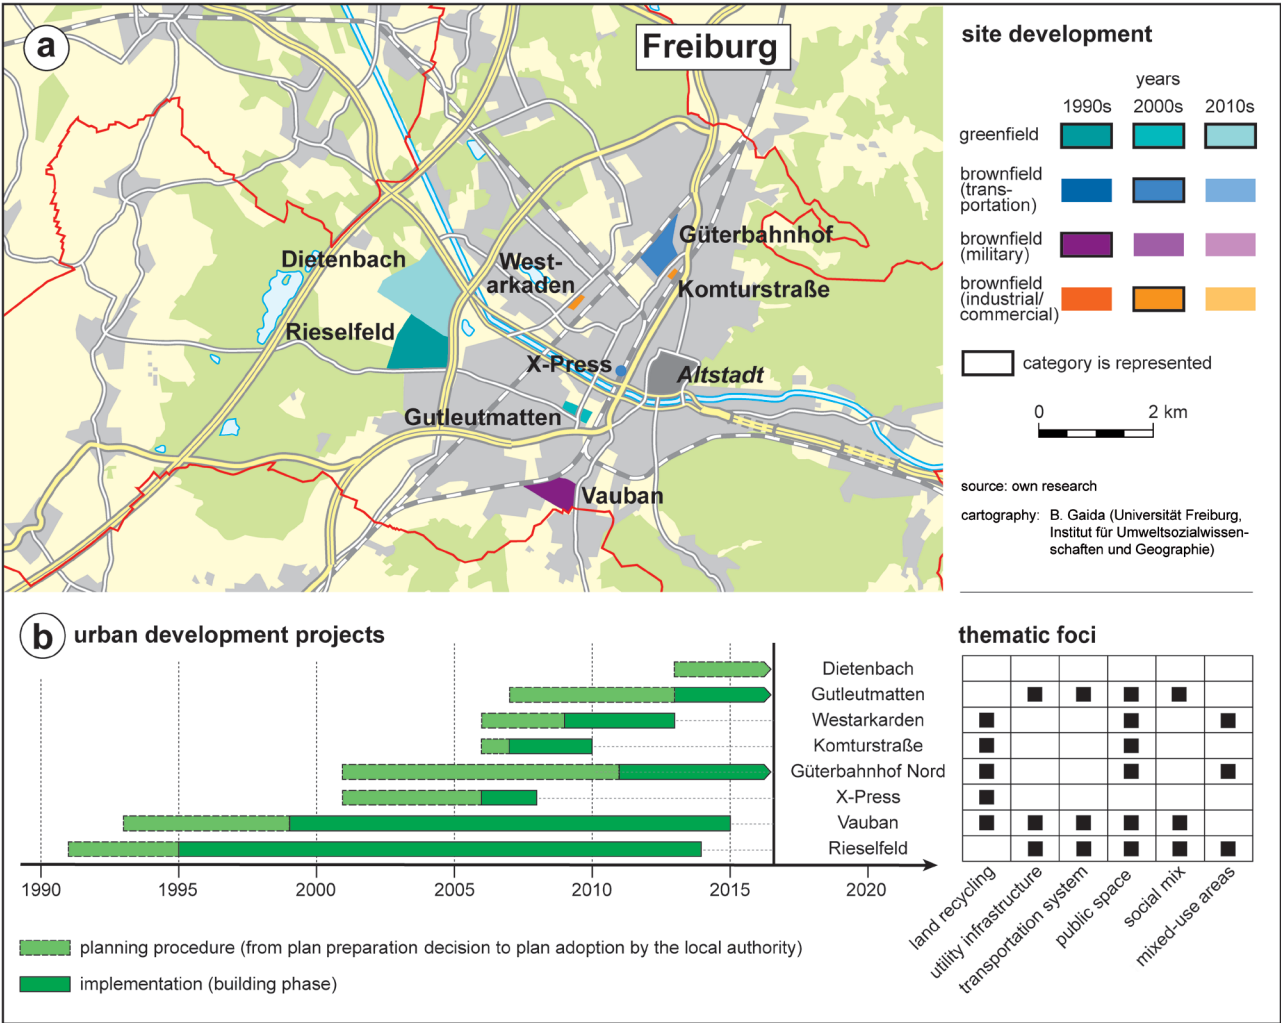 a
Freiburg
Dietenbach
West-
arkaden
Güterbahnhof
Komturstraße
Rieselfeld
X-Press
Altstadt
Gutleutmatten
Vauban
site development
years
1990s 2000s 2010s
greenfield
brownfield
(trans-
portation)
brownfield
(military)
brownfield
(industrial/
commercial)
category is represented
0 2 km
source: own research
cartography: B. Gaida (Universität Freiburg,
Institut für Umweltsozialwissen-
schaften und Geographie)
b urban development projects
thematic foci
Dietenbach
Gutleutmatten
Westarkarden
Komturstraße
Güterbahnhof Nord
X-Press
Vauban
Rieselfeld
1990 1995 2000 2005 2010 2015 2020
land recycling
utility infrastructure
transportation system
public space
social mix
mixed-use areas
planning procedure (from plan preparation decision to plan adoption by the local authority)
implementation (building phase)